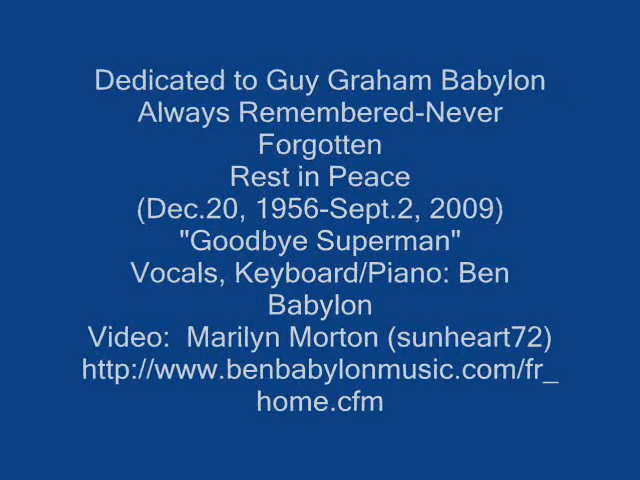 Dedicated to Guy Graham Babylon
Always Remembered-Never
Forgotten
Rest in Peace
(Dec.20, 1956-Sept.2, 2009)
"Goodbye Superman"
Vocals, Keyboard/Piano: Ben
Babylon
Video:  Marilyn Morton (sunheart72)
http://www.benbabylonmusic.com/fr_
home.cfm